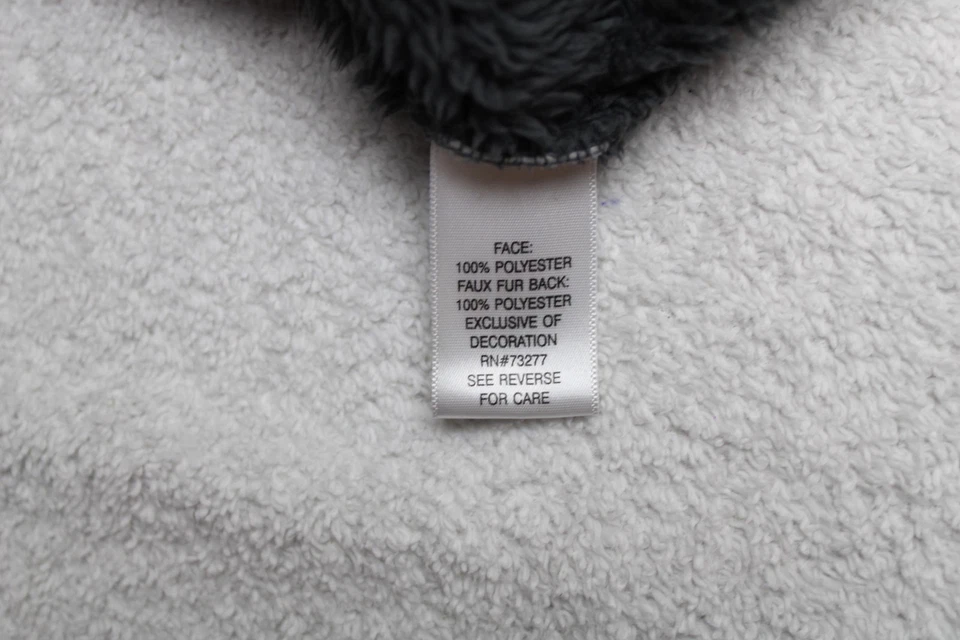 FACE:
100% POLYESTER
FAUX FUR BACK:
100% POLYESTER
EXCLUSIVE OF
DECORATION
RN#73277
SEE REVERSE
FOR CARE